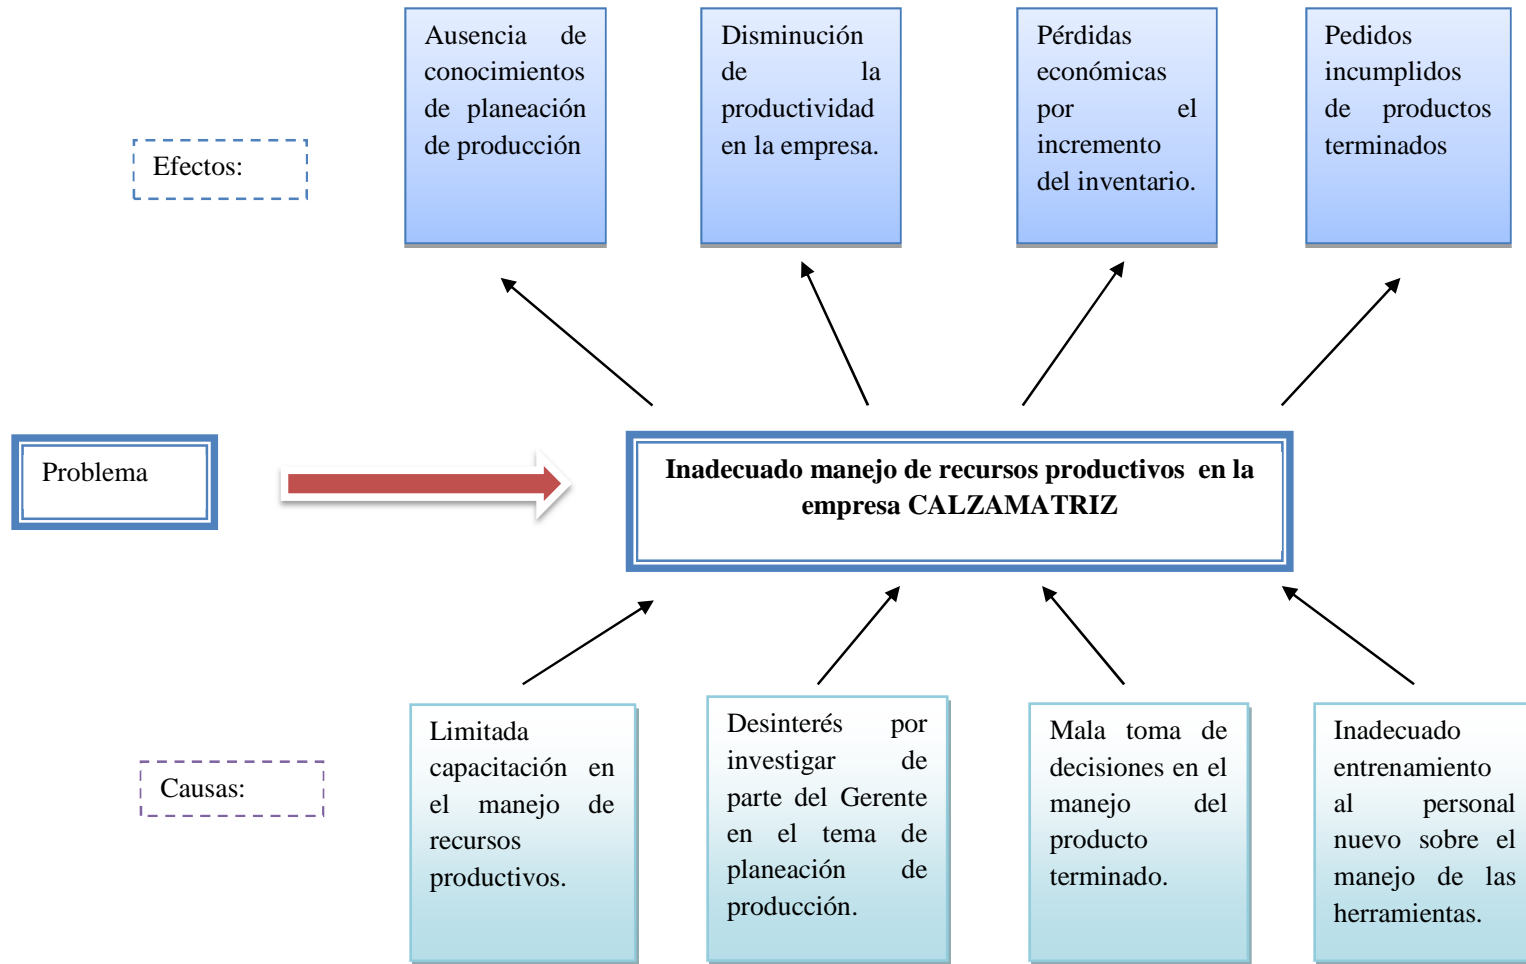 Ausencia de
conocimientos
de planeación
de producción
Disminución
de la
productividad
en la empresa.
Pérdidas
económicas
por el
incremento
del inventario.
Pedidos
incumplidos
de productos
terminados
Efectos:
Problema
Inadecuado manejo de recursos productivos en la
empresa CALZAMATRIZ
Causas:
Limitada
capacitación en
el manejo de
recursos
productivos.
Desinterés por
investigar de
parte del Gerente
en el tema de
planeación de
producción.
Mala toma de
decisiones en el
manejo del
producto
terminado.
Inadecuado
entrenamiento
al personal
nuevo sobre el
manejo de las
herramientas.